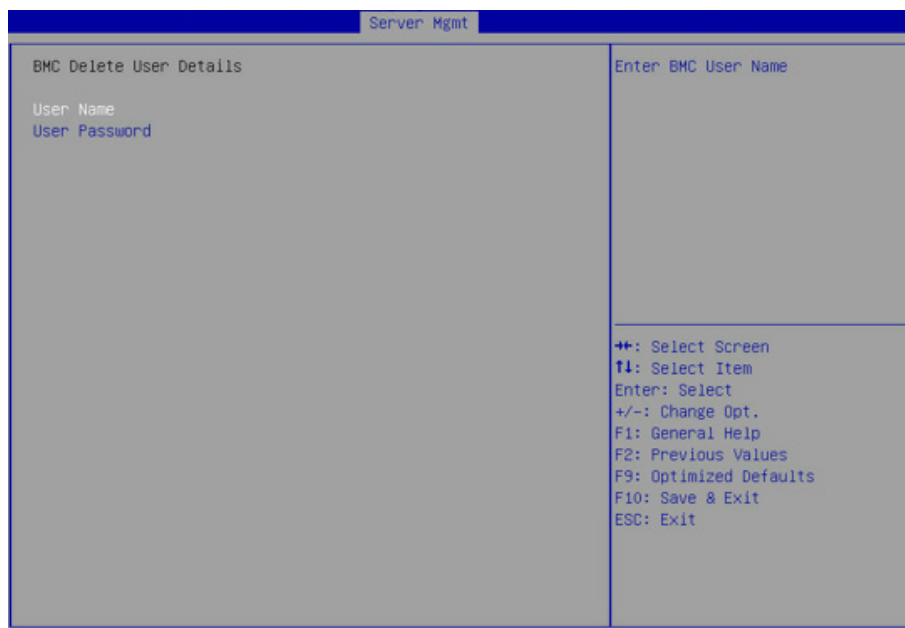 Server Mgmt
BMC Delete User Details
User Name
User Password
Enter BMC User Name
→←: Select Screen
↑↓: Select Item
Enter: Select
+/-: Change Opt.
F1: General Help
F2: Previous Values
F9: Optimized Defaults
F10: Save & Exit
ESC: Exit